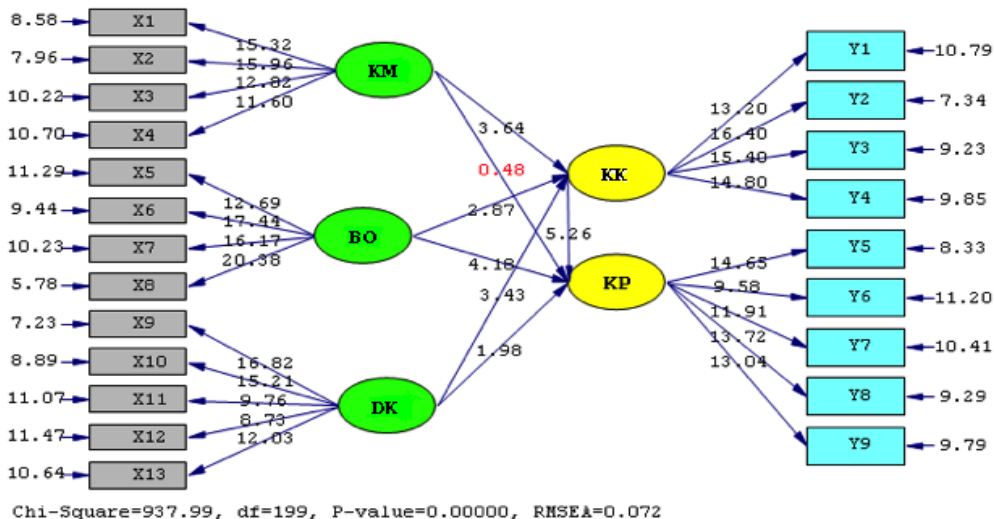 8.58 X1
7.96 X2
10.22 X3
10.70 X4
11.29 X5
9.44 X6
10.23 X7
5.78 X8
7.23 X9
8.89 X10
11.07 X11
11.47 X12
10.64 X13
15.32
15.96
12.82
11.60
12.69
17.44
16.17
20.38
16.82
15.21
9.76
8.73
12.03
KM
BO
DK
3.64
0.48
2.87
5.26
4.18
3.43
1.98
KK
KP
13.20
16.40
15.40
14.80
14.65
9.58
11.91
13.72
13.04
Y1 10.79
Y2 7.34
Y3 9.23
Y4 9.85
Y5 8.33
Y6 11.20
Y7 10.41
Y8 9.29
Y9 9.79
Chi-Square=937.99, df=199, P-value=0.00000, RMSEA=0.072